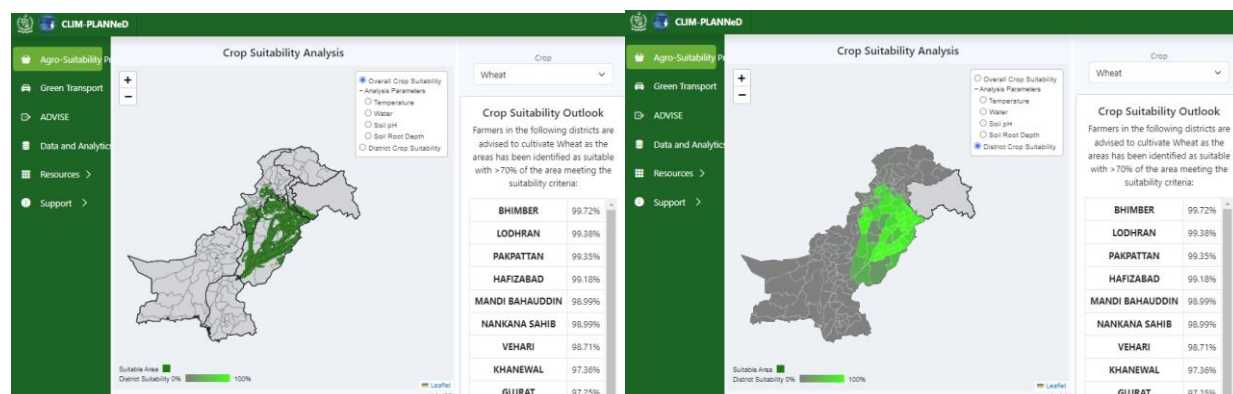 CLIM-PLANNeD
Agro-Suitability Pr
Green Transport
ADVISE
Data and Analytics
Resources >
Support >
Crop Suitability Analysis
+
−
Overall Crop Suitability
− Analysis Parameters
Temperature
Water
Soil pH
Soil Root Depth
District Crop Suitability
Suitable Area
District Suitability 0% 100%
Leaflet
Crop
Wheat
Crop Suitability Outlook
Farmers in the following districts are
advised to cultivate Wheat as the
areas has been identified as suitable
with >70% of the area meeting the
suitability criteria:
BHIMBER 99.72%
LODHRAN 99.38%
PAKPATTAN 99.35%
HAFIZABAD 99.18%
MANDI BAHAUDDIN 98.99%
NANKANA SAHIB 98.99%
VEHARI 98.71%
KHANEWAL 97.36%
GUJRAT 97.25%
CLIM-PLANNeD
Agro-Suitability Pr
Green Transport
ADVISE
Data and Analytics
Resources >
Support >
Crop Suitability Analysis
+
−
Overall Crop Suitability
− Analysis Parameters
Temperature
Water
Soil pH
Soil Root Depth
District Crop Suitability
Suitable Area
District Suitability 0% 100%
Leaflet
Crop
Wheat
Crop Suitability Outlook
Farmers in the following districts are
advised to cultivate Wheat as the
areas has been identified as suitable
with >70% of the area meeting the
suitability criteria:
BHIMBER 99.72%
LODHRAN 99.38%
PAKPATTAN 99.35%
HAFIZABAD 99.18%
MANDI BAHAUDDIN 98.99%
NANKANA SAHIB 98.99%
VEHARI 98.71%
KHANEWAL 97.36%
GUJRAT 97.25%